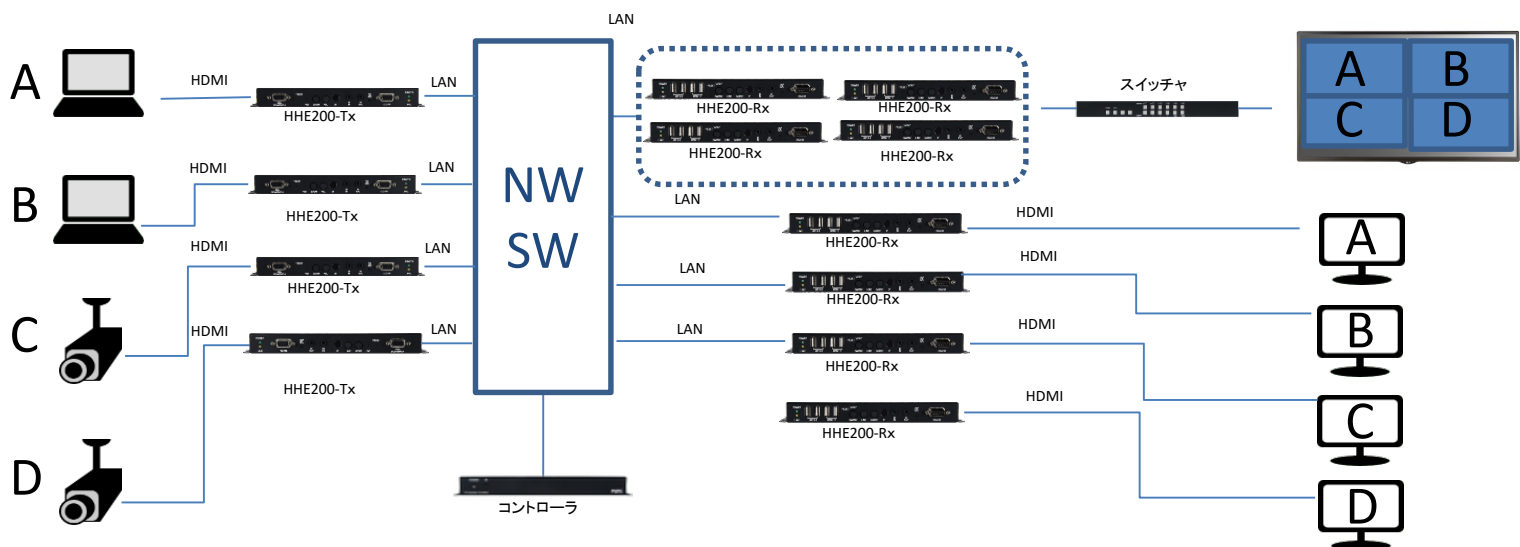 LAN
A
HDMI
LAN
HHE200-Tx
B
HDMI
LAN
HHE200-Tx
C
HDMI
LAN
HHE200-Tx
D
HDMI
LAN
HHE200-Tx
NW
SW
コントローラ
HHE200-Rx
HHE200-Rx
HHE200-Rx
HHE200-Rx
スイッチャ
A B
C D
LAN
HHE200-Rx
HDMI
A
LAN
HHE200-Rx
HDMI
B
LAN
HHE200-Rx
HDMI
C
HHE200-Rx
HDMI
D